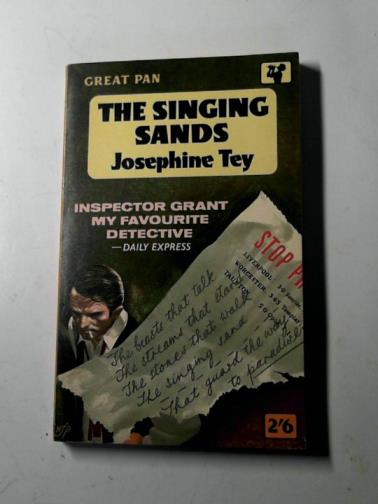 GREAT PAN
THE SINGING
SANDS
Josephine Tey
INSPECTOR GRANT
MY FAVOURITE
DETECTIVE
—DAILY EXPRESS
STOP PR
LIVERPOOL
WORCESTER
TAUNTON
The beasts that talk
The streams that stand
The stones that walk
The singing sand
That guard the way
to paradise
2/6